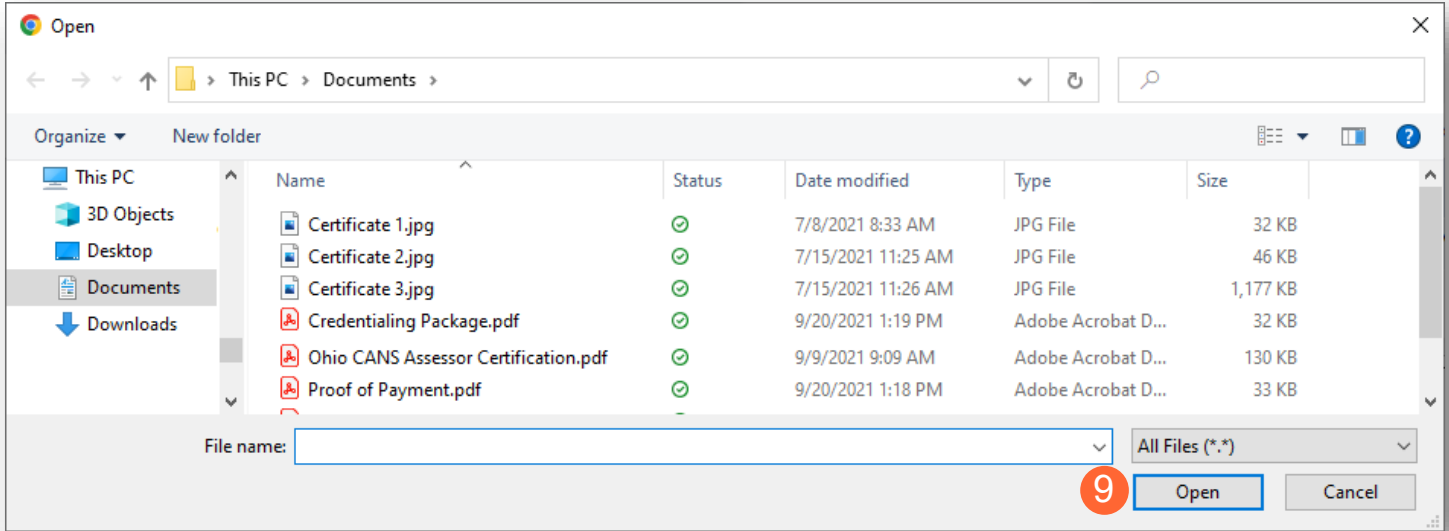 Open
This PC > Documents >
Organize New folder
This PC
3D Objects
Desktop
Documents
Downloads
Name Status Date modified Type Size
Certificate 1.jpg 7/8/2021 8:33 AM JPG File 32 KB
Certificate 2.jpg 7/15/2021 11:25 AM JPG File 46 KB
Certificate 3.jpg 7/15/2021 11:26 AM JPG File 1,177 KB
Credentialing Package.pdf 9/20/2021 1:19 PM Adobe Acrobat D... 32 KB
Ohio CANS Assessor Certification.pdf 9/9/2021 9:09 AM Adobe Acrobat D... 130 KB
Proof of Payment.pdf 9/20/2021 1:18 PM Adobe Acrobat D... 33 KB
File name: All Files (*.*)
9 Open Cancel